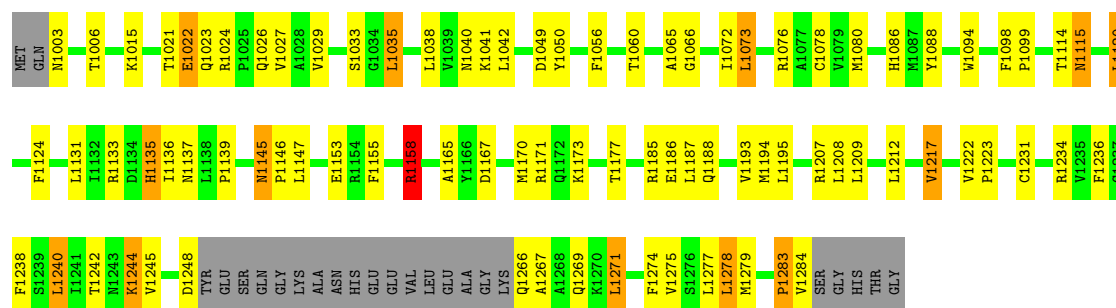 MET GLN N1003 T1006 K1015 T1021 E1022 Q1023 R1024 P1025 Q1026 V1027 A1028 V1029 S1033 G1034 L1035 L1038 V1039 N1040 K1041 L1042 D1049 Y1050 F1056 T1060 A1065 G1066 I1072 L1073 R1076 A1077 C1078 V1079 M1080 H1086 M1087 Y1088 W1094 F1098 P1099 T1114 N1115
F1124 L1131 I1132 R1133 D1134 H1135 I1136 N1137 L1138 P1139 N1145 P1146 L1147 E1153 R1154 F1155 R1158 A1165 Y1166 D1167 M1170 R1171 Q1172 K1173 T1177 R1185 E1186 L1187 Q1188 V1193 M1194 L1195 R1207 L1208 L1209 L1212 V1217 V1222 P1223 C1231 R1234 V1235 F1236
F1238 S1239 L1240 I1241 T1242 N1243 K1244 V1245 D1248 TYR GLU SER GLN GLY LYS ALA ASN HIS GLU GLU VAL LEU GLU ALA GLY LYS Q1266 A1267 A1268 Q1269 K1270 L1271 F1274 V1275 S1276 L1277 L1278 M1279 P1283 V1284 SER GLY HIS THR GLY